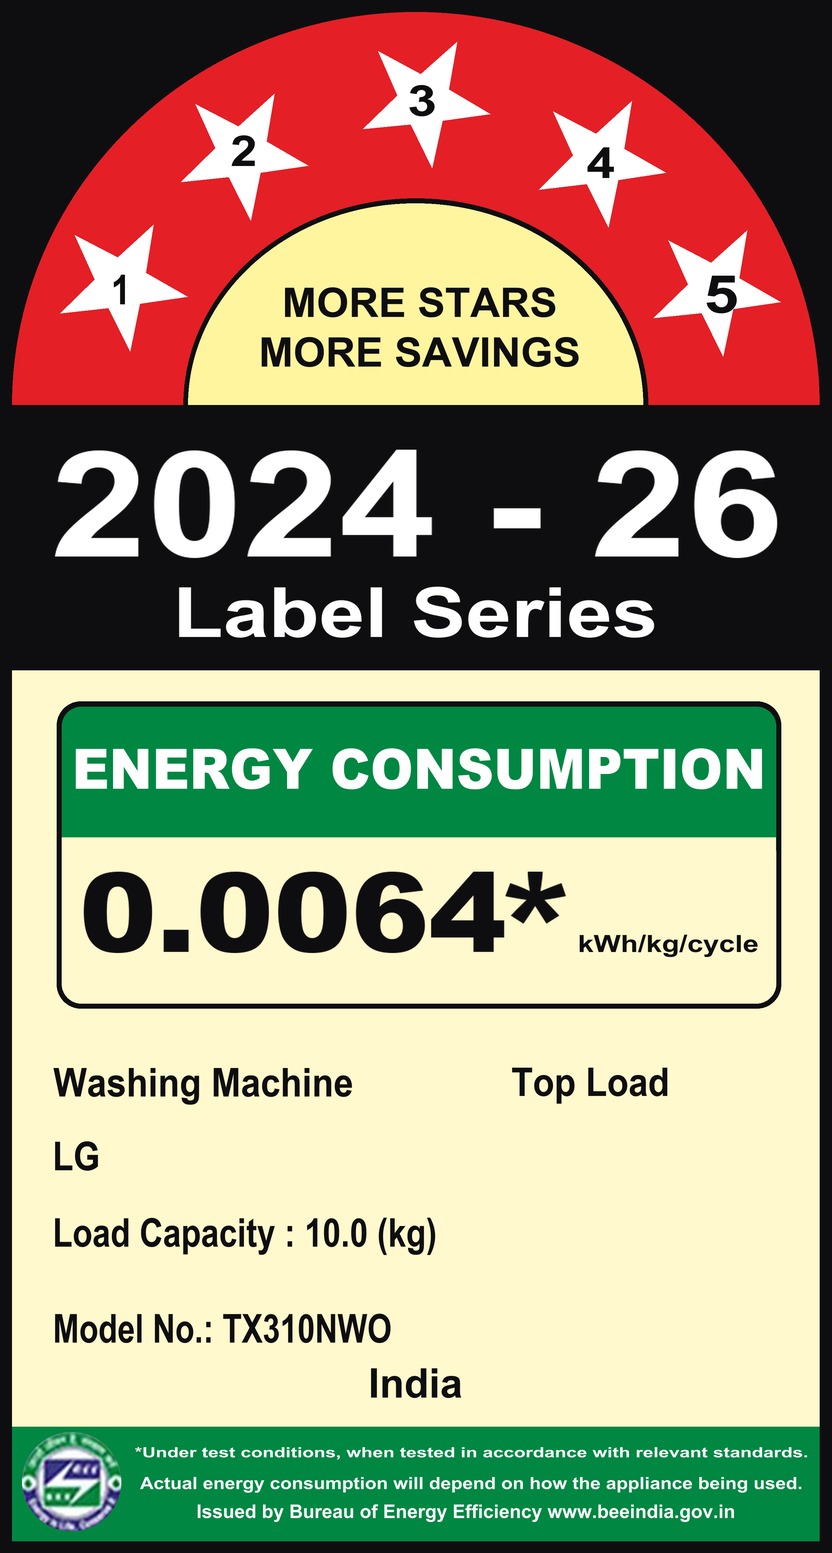 1
2
3
4
5
MORE STARS
MORE SAVINGS
2024 - 26
Label Series
ENERGY CONSUMPTION
0.0064* kWh/kg/cycle
Washing Machine Top Load
LG
Load Capacity : 10.0 (kg)
Model No.: TX310NWO
India
*Under test conditions, when tested in accordance with relevant standards.
Actual energy consumption will depend on how the appliance being used.
Issued by Bureau of Energy Efficiency www.beeindia.gov.in